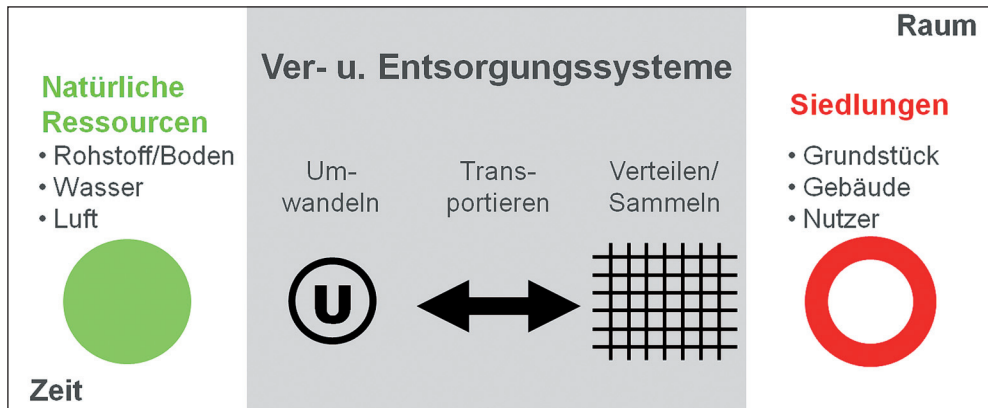 Raum
Ver- u. Entsorgungssysteme
Natürliche
Ressourcen
• Rohstoff/Boden
• Wasser
• Luft
Um-
wandeln
Trans-
portieren
Verteilen/
Sammeln
U
Siedlungen
• Grundstück
• Gebäude
• Nutzer
Zeit